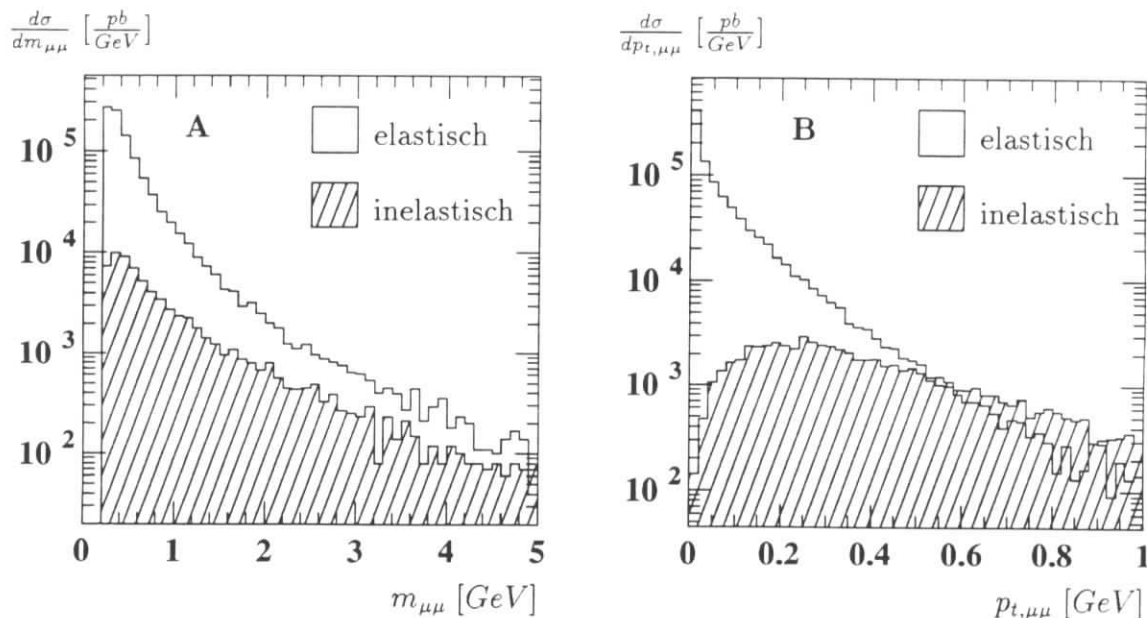 dσ/dm_μμ [pb/GeV]
A
elastisch
inelastisch
10^5
10^4
10^3
10^2
0 1 2 3 4 5
m_μμ [GeV]
dσ/dp_t,μμ [pb/GeV]
B
elastisch
inelastisch
10^5
10^4
10^3
10^2
0 0.2 0.4 0.6 0.8 1
p_t,μμ [GeV]